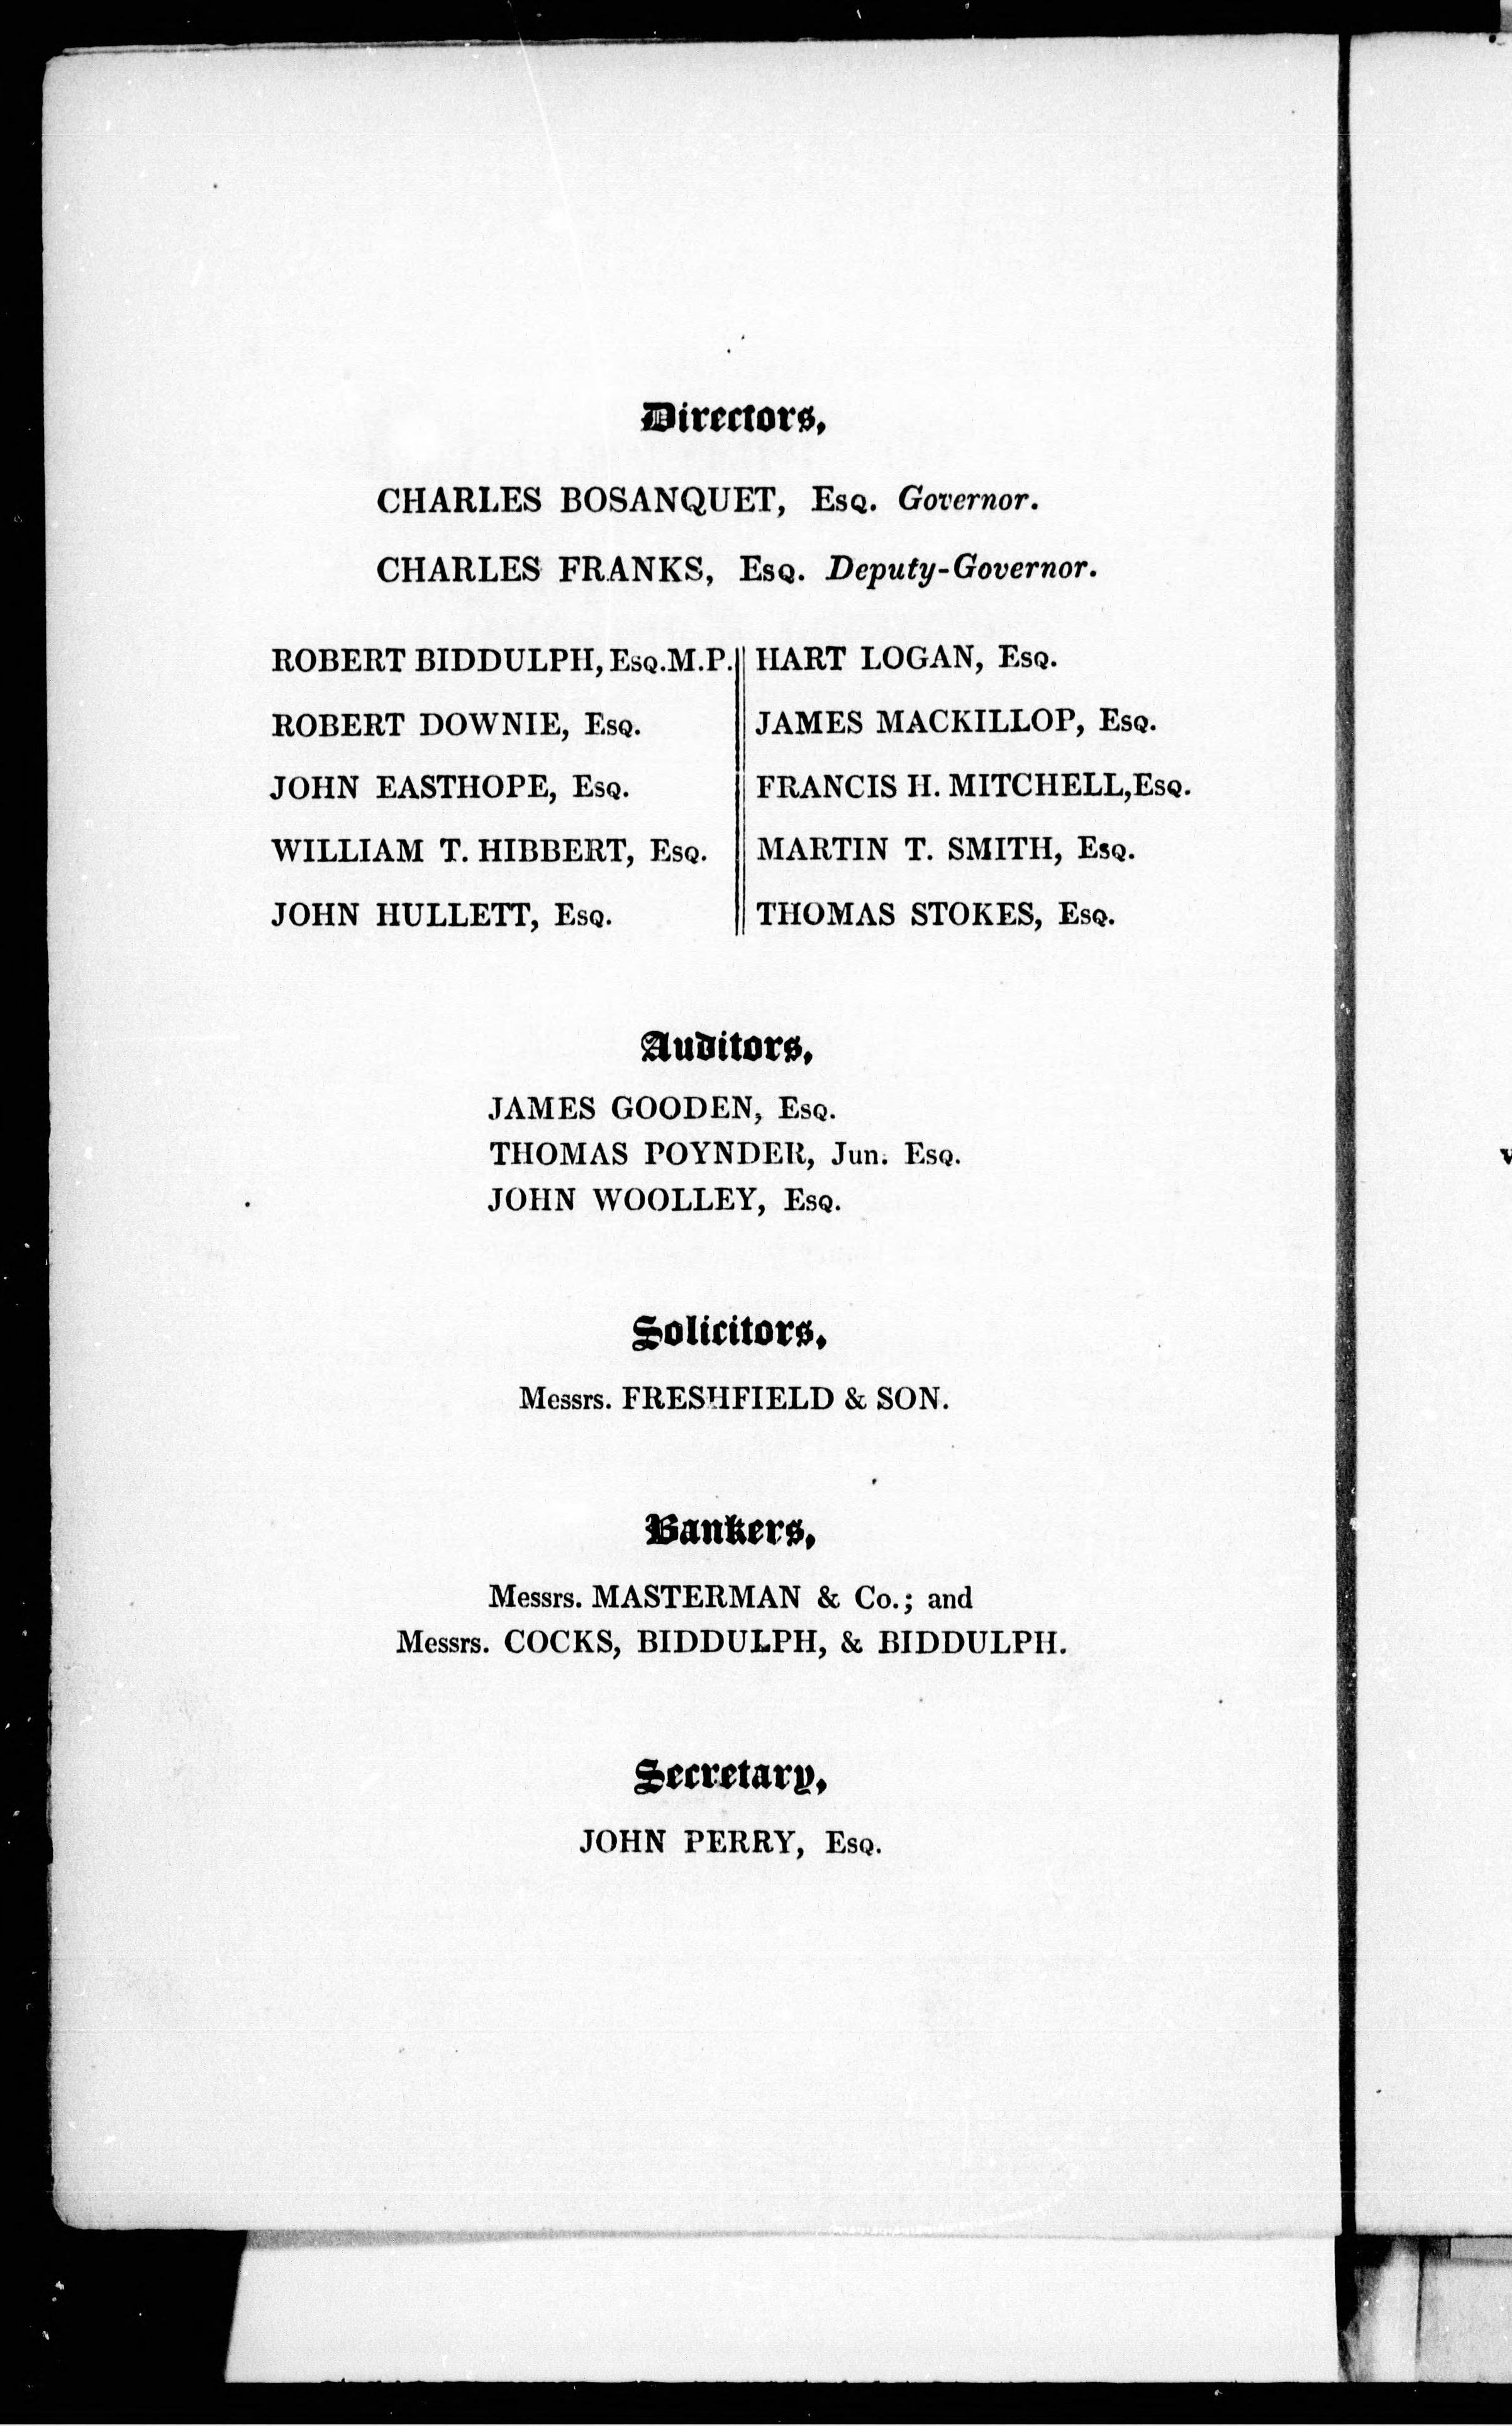 Directors,
CHARLES BOSANQUET, Esq. Governor.
CHARLES FRANKS, Esq. Deputy-Governor.
ROBERT BIDDULPH, Esq. M.P.
ROBERT DOWNIE, Esq.
JOHN EASTHOPE, Esq.
WILLIAM T. HIBBERT, Esq.
JOHN HULLETT, Esq.
HART LOGAN, Esq.
JAMES MACKILLOP, Esq.
FRANCIS H. MITCHELL, Esq.
MARTIN T. SMITH, Esq.
THOMAS STOKES, Esq.
Auditors,
JAMES GOODEN, Esq.
THOMAS POYNDER, Jun. Esq.
JOHN WOOLLEY, Esq.
Solicitors,
Messrs. FRESHFIELD & SON.
Bankers,
Messrs. MASTERMAN & Co.; and
Messrs. COCKS, BIDDULPH, & BIDDULPH.
Secretary,
JOHN PERRY, Esq.